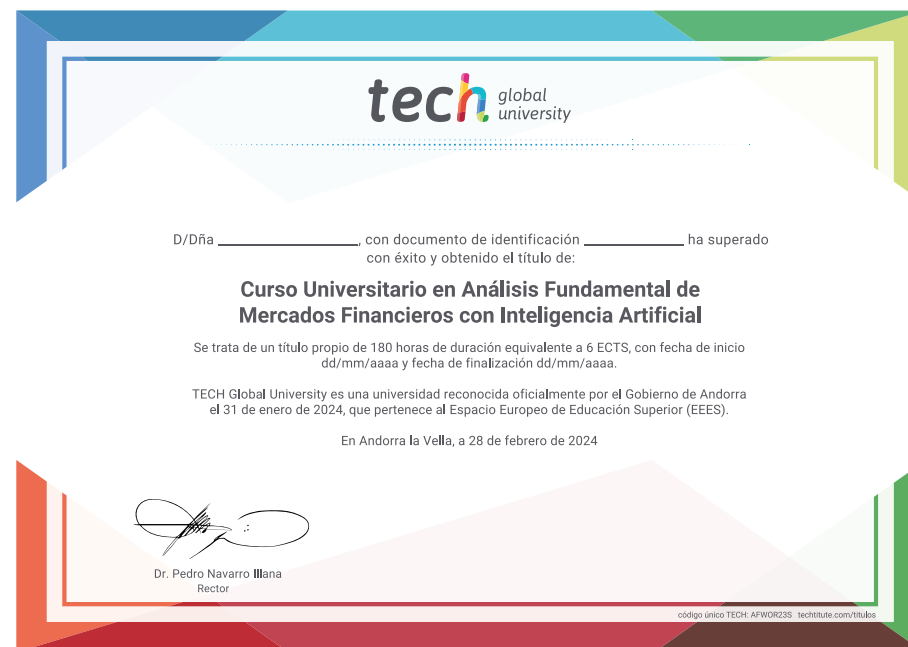 tech global university
D/Dña ____________________, con documento de identificación ______________ ha superado
con éxito y obtenido el título de:
Curso Universitario en Análisis Fundamental de
Mercados Financieros con Inteligencia Artificial
Se trata de un título propio de 180 horas de duración equivalente a 6 ECTS, con fecha de inicio
dd/mm/aaaa y fecha de finalización dd/mm/aaaa.
TECH Global University es una universidad reconocida oficialmente por el Gobierno de Andorra
el 31 de enero de 2024, que pertenece al Espacio Europeo de Educación Superior (EEES).
En Andorra la Vella, a 28 de febrero de 2024
Dr. Pedro Navarro Illana
Rector
código único TECH: AFWOR23S techtitute.com/titulos